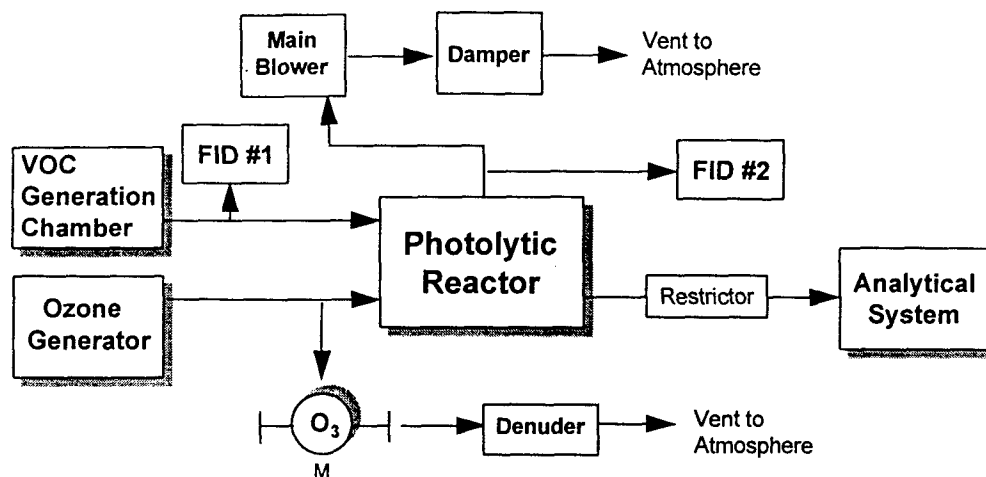 Main
Blower
Damper
Vent to
Atmosphere
VOC
Generation
Chamber
FID #1
FID #2
Photolytic
Reactor
Ozone
Generator
Restrictor
Analytical
System
O₃
M
Denuder
Vent to
Atmosphere